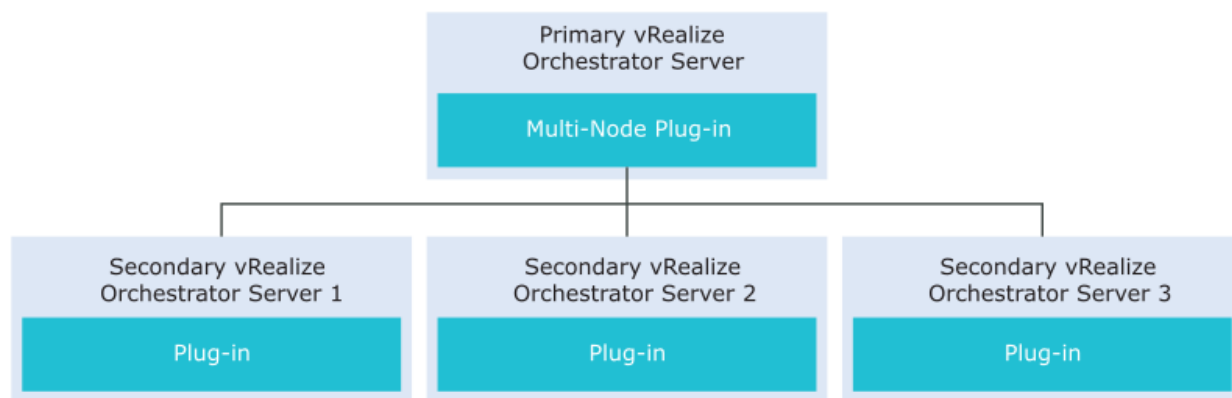 Primary vRealize
Orchestrator Server
Multi-Node Plug-in
Secondary vRealize
Orchestrator Server 1
Plug-in
Secondary vRealize
Orchestrator Server 2
Plug-in
Secondary vRealize
Orchestrator Server 3
Plug-in